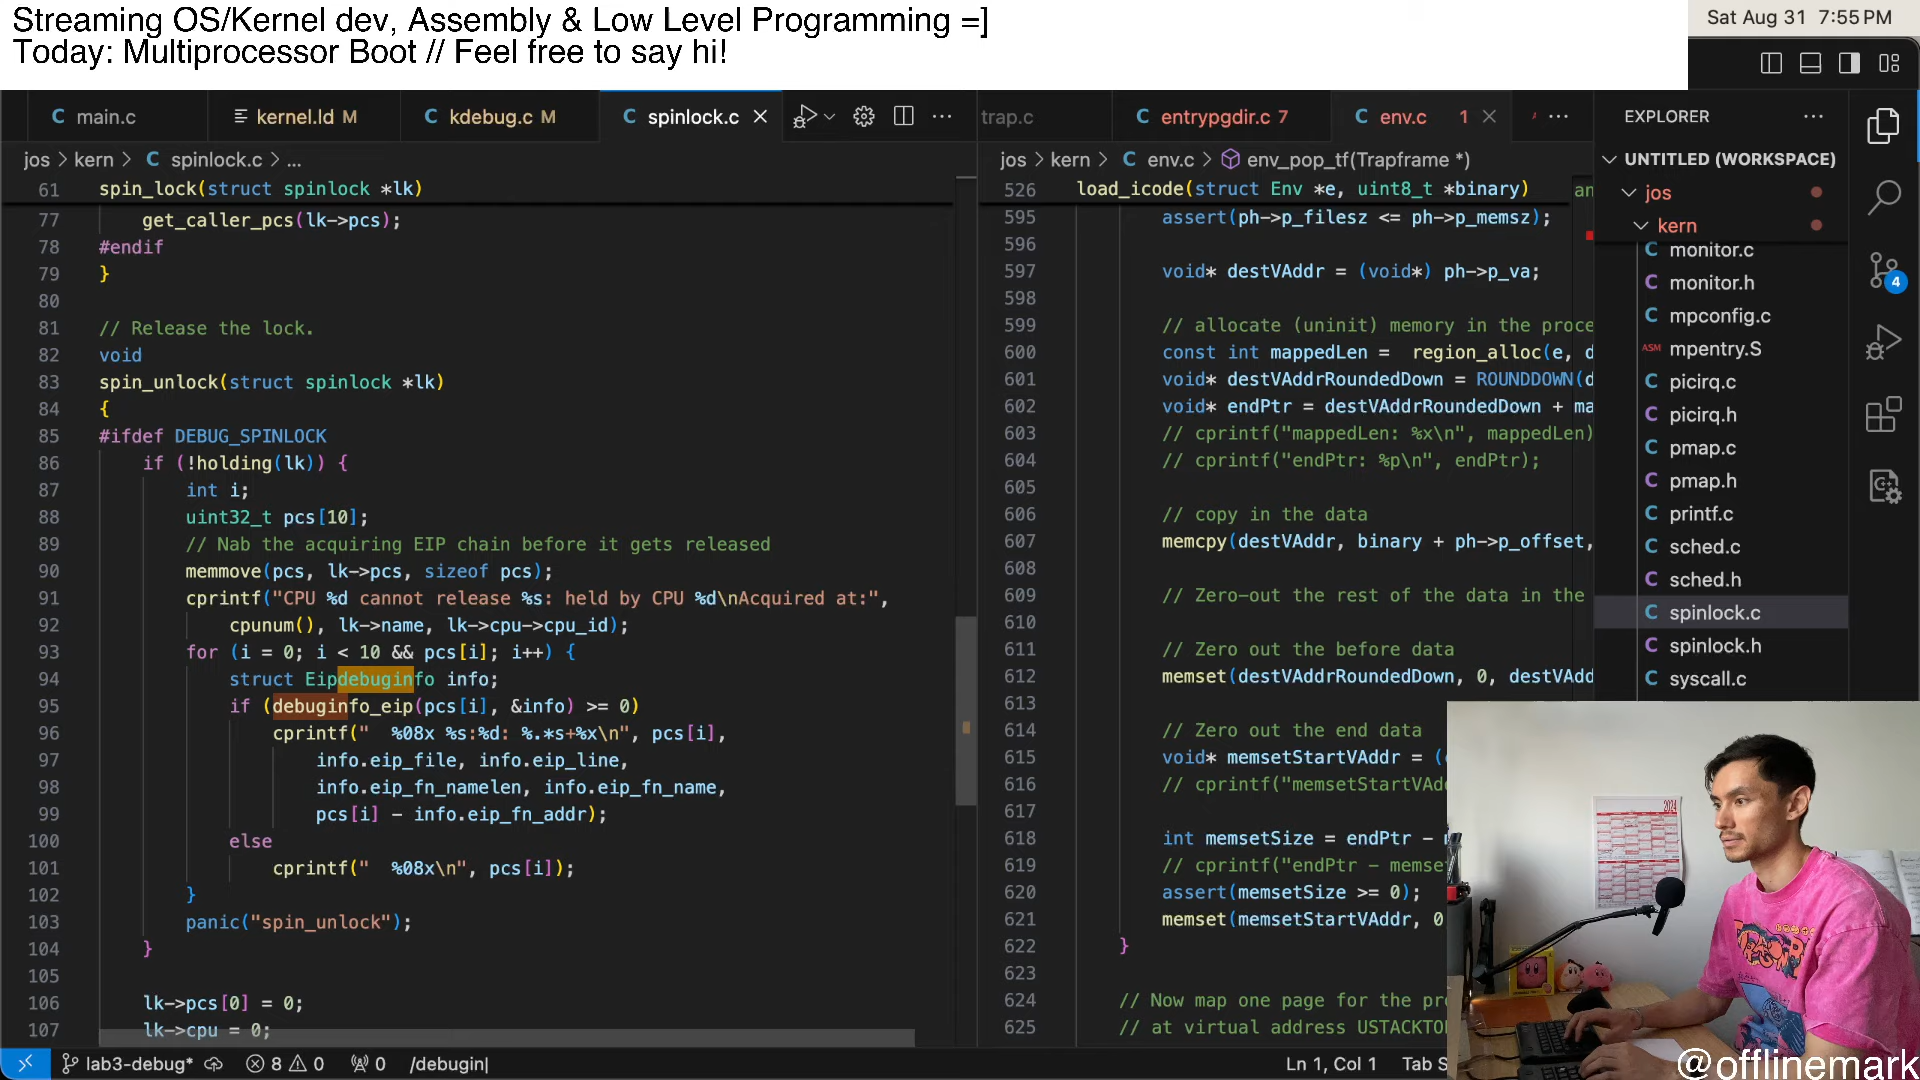 Streaming OS/Kernel dev, Assembly & Low Level Programming =]
Today: Multiprocessor Boot // Feel free to say hi!
Sat Aug 31 7:55 PM
main.c
kernel.ld M
kdebug.c M
spinlock.c
jos > kern > C spinlock.c > ...
61 spin_lock(struct spinlock *lk)
77 get_caller_pcs(lk->pcs);
78 #endif
79 }
80
81 // Release the lock.
82 void
83 spin_unlock(struct spinlock *lk)
84 {
85 #ifdef DEBUG_SPINLOCK
86 if (!holding(lk)) {
87 int i;
88 uint32_t pcs[10];
89 // Nab the acquiring EIP chain before it gets released
90 memmove(pcs, lk->pcs, sizeof pcs);
91 cprintf("CPU %d cannot release %s: held by CPU %d\nAcquired at:",
92 cpunum(), lk->name, lk->cpu->cpu_id);
93 for (i = 0; i < 10 && pcs[i]; i++) {
94 struct Eipdebuginfo info;
95 if (debuginfo_eip(pcs[i], &info) >= 0)
96 cprintf("  %08x %s:%d: %.*s+%x\n", pcs[i],
97 info.eip_file, info.eip_line,
98 info.eip_fn_namelen, info.eip_fn_name,
99 pcs[i] - info.eip_fn_addr);
100 else
101 cprintf("  %08x\n", pcs[i]);
102 }
103 panic("spin_unlock");
104 }
105
106 lk->pcs[0] = 0;
107 lk->cpu = 0;
trap.c
C entrypgdir.c 7
C env.c 1
jos > kern > C env.c > env_pop_tf(Trapframe *)
526 load_icode(struct Env *e, uint8_t *binary)
595 assert(ph->p_filesz <= ph->p_memsz);
596
597 void* destVAddr = (void*) ph->p_va;
598
599 // allocate (uninit) memory in the proce
600 const int mappedLen =  region_alloc(e, d
601 void* destVAddrRoundedDown = ROUNDDOWN(d
602 void* endPtr = destVAddrRoundedDown + ma
603 // cprintf("mappedLen: %x\n", mappedLen)
604 // cprintf("endPtr: %p\n", endPtr);
605
606 // copy in the data
607 memcpy(destVAddr, binary + ph->p_offset,
608
609 // Zero-out the rest of the data in the
610
611 // Zero out the before data
612 memset(destVAddrRoundedDown, 0, destVAdd
613
614 // Zero out the end data
615 void* memsetStartVAddr = (
616 // cprintf("memsetStartVAd
617
618 int memsetSize = endPtr -
619 // cprintf("endPtr - memse
620 assert(memsetSize >= 0);
621 memset(memsetStartVAddr, 0
622 }
623
624 // Now map one page for the pr
625 // at virtual address USTACKTO
EXPLORER
UNTITLED (WORKSPACE)
jos
kern
C monitor.c
C monitor.h
C mpconfig.c
ASM mpentry.S
C picirq.c
C picirq.h
C pmap.c
C pmap.h
C printf.c
C sched.c
C sched.h
C spinlock.c
C spinlock.h
C syscall.c
4
2024
lab3-debug* 8 0 0 /debugin| Ln 1, Col 1 Tab S
@offlinemark